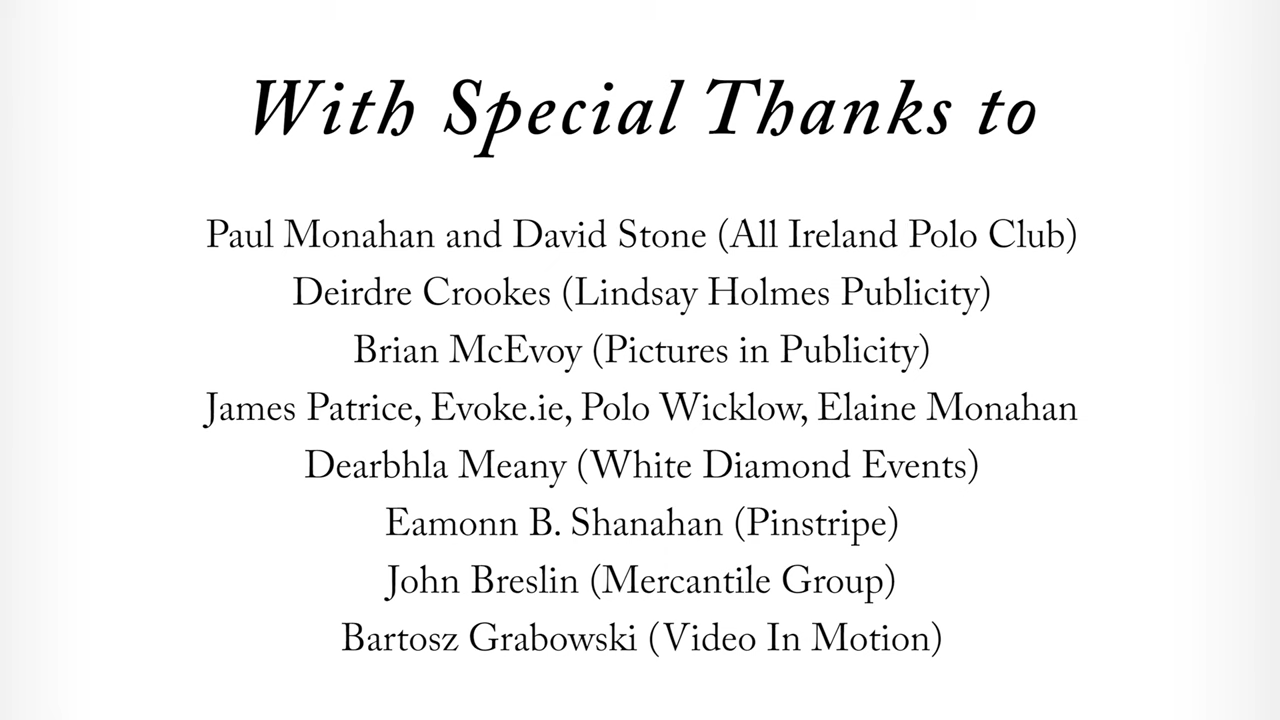 With Special Thanks to
Paul Monahan and David Stone (All Ireland Polo Club)
Deirdre Crookes (Lindsay Holmes Publicity)
Brian McEvoy (Pictures in Publicity)
James Patrice, Evoke.ie, Polo Wicklow, Elaine Monahan
Dearbhla Meany (White Diamond Events)
Eamonn B. Shanahan (Pinstripe)
John Breslin (Mercantile Group)
Bartosz Grabowski (Video In Motion)